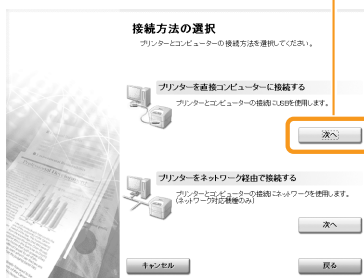 接続方法の選択
プリンターとコンピューターの接続方法を選択してください。
プリンターを直接コンピューターに接続する
プリンターとコンピューターの接続にUSBを使用します。
次へ
プリンターをネットワーク経由で接続する
プリンターとコンピューターの接続にネットワークを使用します。
(ネットワーク対応機種のみ)
次へ
キャンセル
戻る